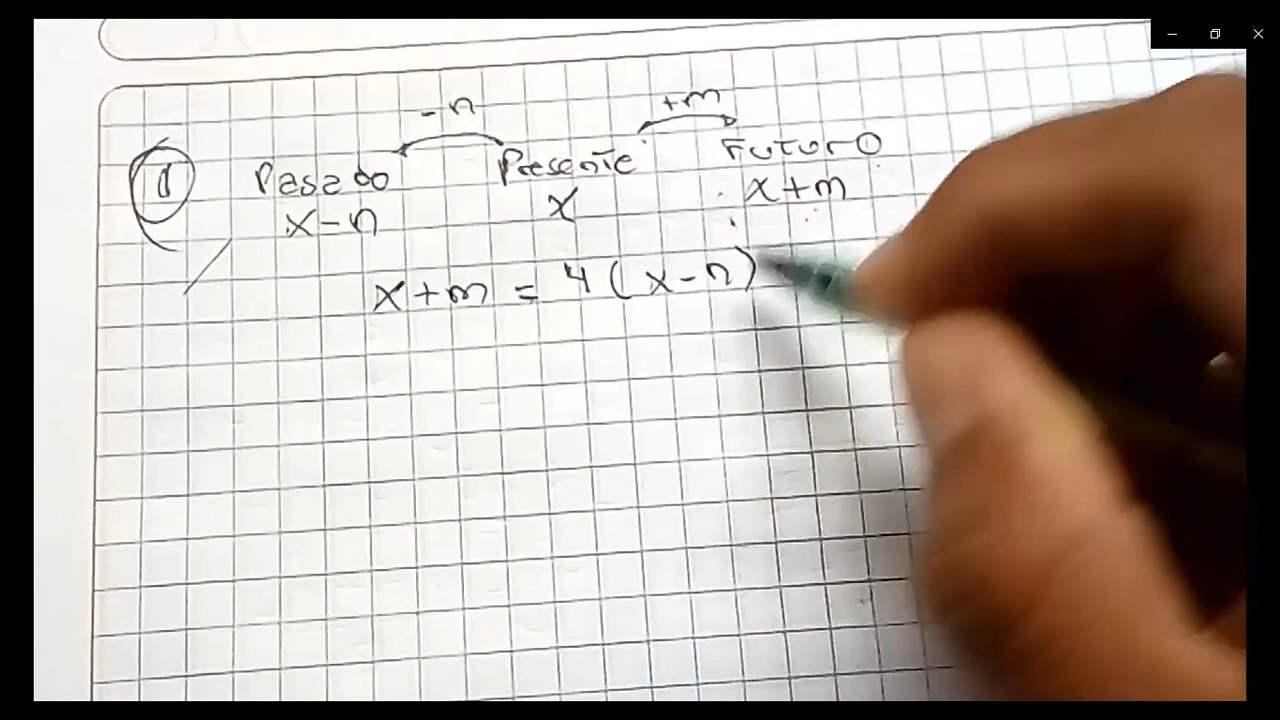 -n +m
① Pasado Presente Futuro
x-n x x+m
x+m = 4(x-n)